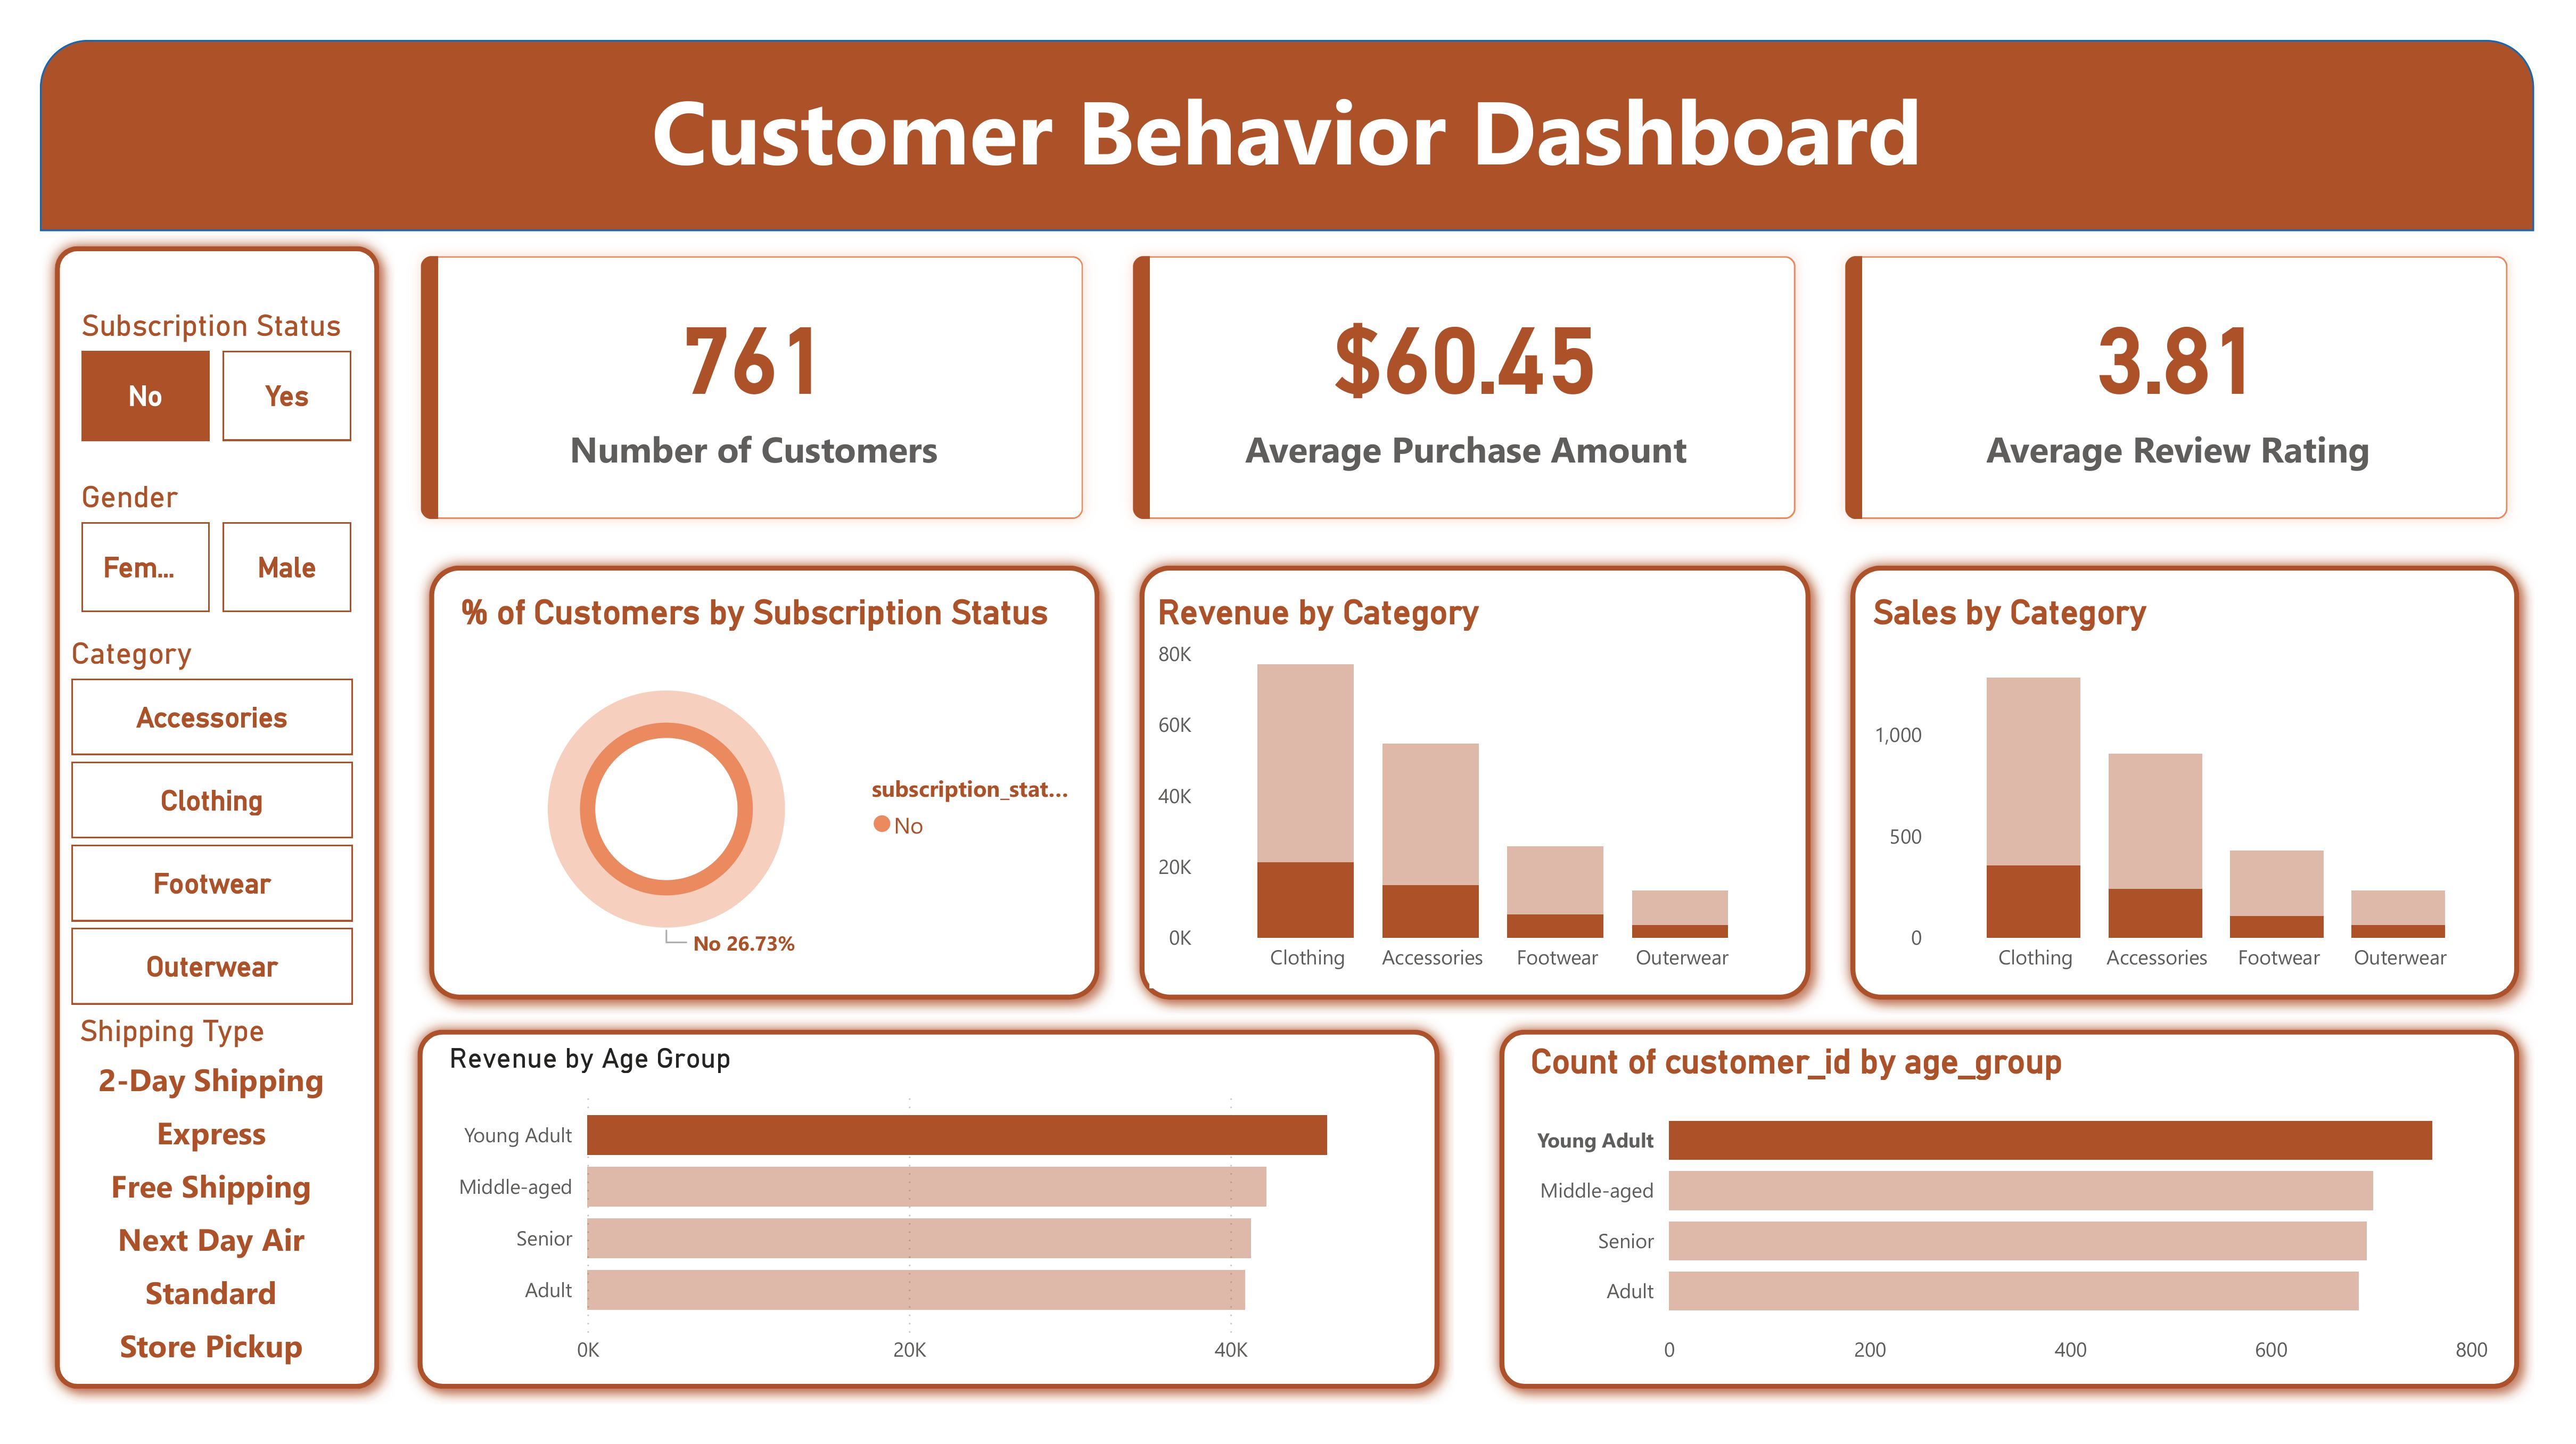 Customer Behavior Dashboard
Subscription Status
No
Yes
Gender
Fem...
Male
Category
Accessories
Clothing
Footwear
Outerwear
Shipping Type
2-Day Shipping
Express
Free Shipping
Next Day Air
Standard
Store Pickup
761
Number of Customers
$60.45
Average Purchase Amount
3.81
Average Review Rating
% of Customers by Subscription Status
subscription_stat...
No
No 26.73%
Revenue by Category
80K
60K
40K
20K
0K
Clothing
Accessories
Footwear
Outerwear
Sales by Category
1,000
500
0
Clothing
Accessories
Footwear
Outerwear
Revenue by Age Group
Young Adult
Middle-aged
Senior
Adult
0K
20K
40K
Count of customer_id by age_group
Young Adult
Middle-aged
Senior
Adult
0
200
400
600
800